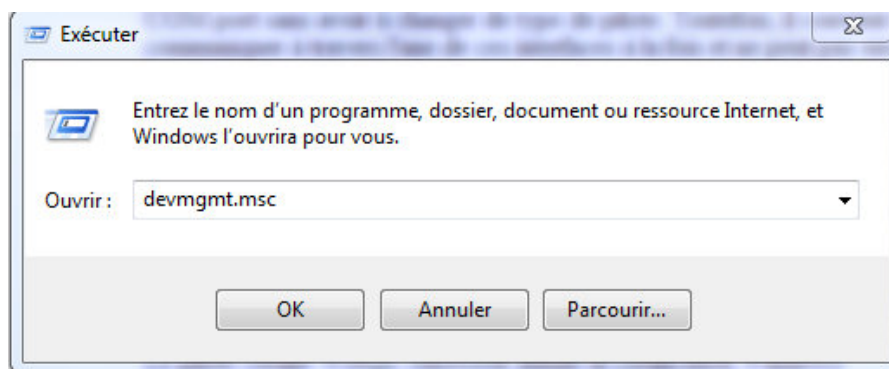 Exécuter
Entrez le nom d'un programme, dossier, document ou ressource Internet, et
Windows l'ouvrira pour vous.
Ouvrir :
devmgmt.msc
OK
Annuler
Parcourir...